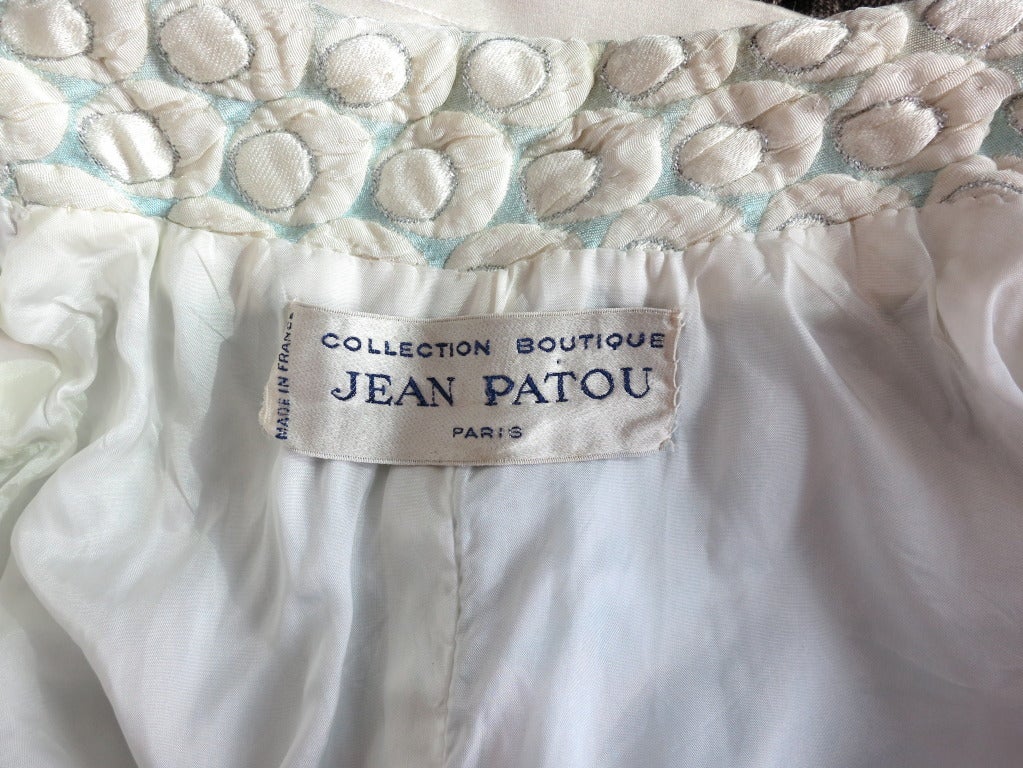 COLLECTION BOUTIQUE
JEAN PATOU
PARIS
MADE IN FRANCE